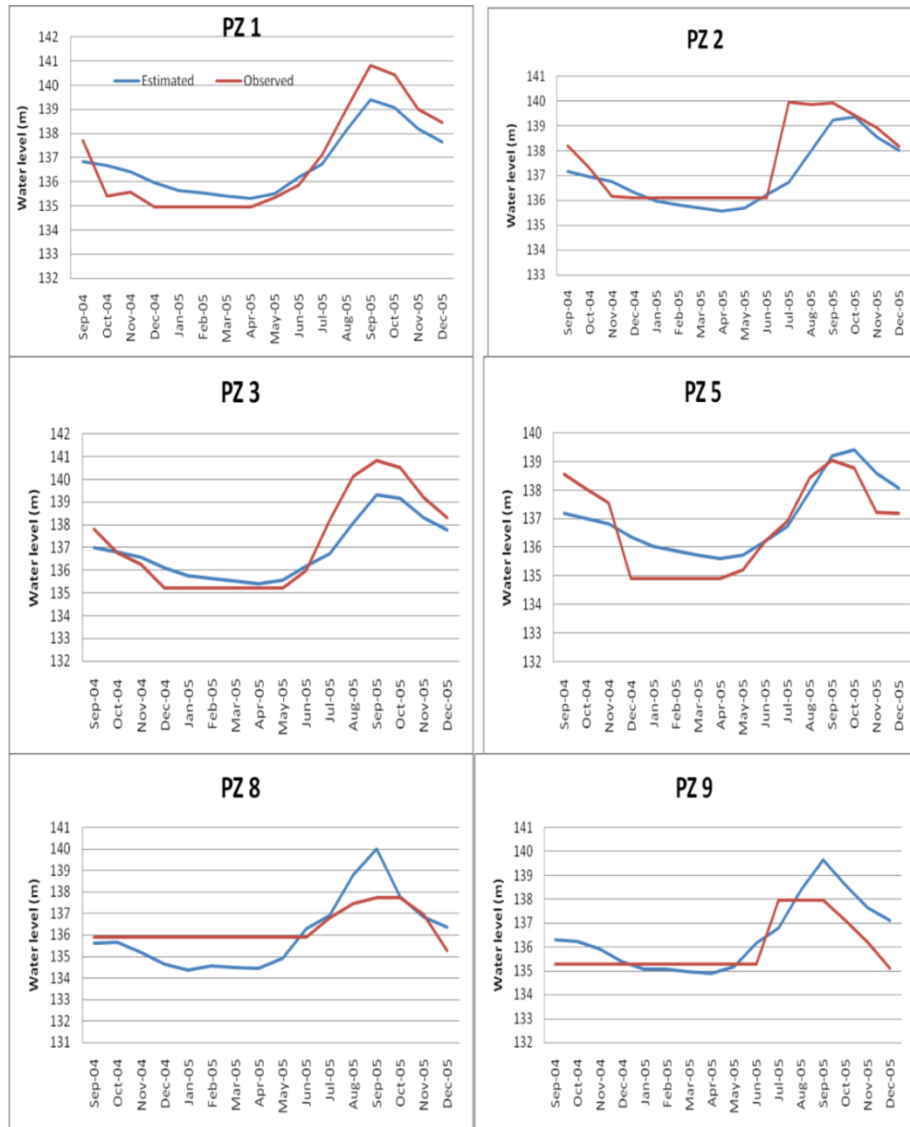 PZ 1
Water level (m)
142
141
140
139
138
137
136
135
134
133
132
Estimated
Observed
Sep-04
Oct-04
Nov-04
Dec-04
Jan-05
Feb-05
Mar-05
Apr-05
May-05
Jun-05
Jul-05
Aug-05
Sep-05
Oct-05
Nov-05
Dec-05
PZ 2
Water level (m)
141
140
139
138
137
136
135
134
133
Sep-04
Oct-04
Nov-04
Dec-04
Jan-05
Feb-05
Mar-05
Apr-05
May-05
Jun-05
Jul-05
Aug-05
Sep-05
Oct-05
Nov-05
Dec-05
PZ 3
Water level (m)
142
141
140
139
138
137
136
135
134
133
132
Sep-04
Oct-04
Nov-04
Dec-04
Jan-05
Feb-05
Mar-05
Apr-05
May-05
Jun-05
Jul-05
Aug-05
Sep-05
Oct-05
Nov-05
Dec-05
PZ 5
Water level (m)
140
139
138
137
136
135
134
133
132
Sep-04
Oct-04
Nov-04
Dec-04
Jan-05
Feb-05
Mar-05
Apr-05
May-05
Jun-05
Jul-05
Aug-05
Sep-05
Oct-05
Nov-05
Dec-05
PZ 8
Water level (m)
141
140
139
138
137
136
135
134
133
132
131
Sep-04
Oct-04
Nov-04
Dec-04
Jan-05
Feb-05
Mar-05
Apr-05
May-05
Jun-05
Jul-05
Aug-05
Sep-05
Oct-05
Nov-05
Dec-05
PZ 9
Water level (m)
141
140
139
138
137
136
135
134
133
132
Sep-04
Oct-04
Nov-04
Dec-04
Jan-05
Feb-05
Mar-05
Apr-05
May-05
Jun-05
Jul-05
Aug-05
Sep-05
Oct-05
Nov-05
Dec-05